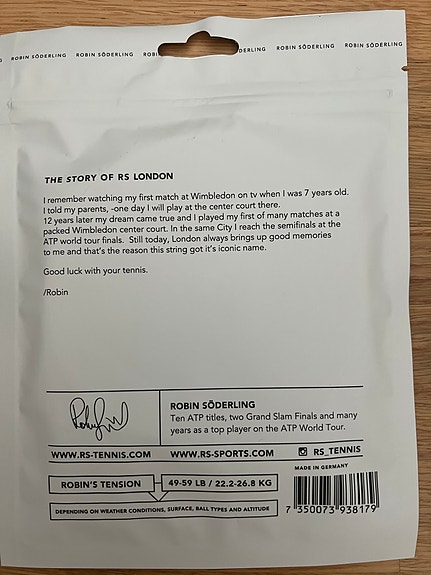 ROBIN SÖDERLING ROBIN SÖDERLING ROBIN DERLING ROBIN SÖDERLING ROBIN SÖDERLING
THE STORY OF RS LONDON
I remember watching my first match at Wimbledon on tv when I was 7 years old.
I told my parents, -one day I will play at the center court there.
12 years later my dream came true and I played my first of many matches at a
packed Wimbledon center court. In the same City I reach the semifinals at the
ATP world tour finals. Still today, London always brings up good memories
to me and that's the reason this string got it's iconic name.
Good luck with your tennis.
/Robin
ROBIN SÖDERLING
Ten ATP titles, two Grand Slam Finals and many
years as a top player on the ATP World Tour.
WWW.RS-TENNIS.COM WWW.RS-SPORTS.COM RS_TENNIS
MADE IN GERMANY
ROBIN'S TENSION 49-59 LB / 22.2-26.8 KG
DEPENDING ON WEATHER CONDITIONS, SURFACE, BALL TYPES AND ALTITUDE
7 350073 938179